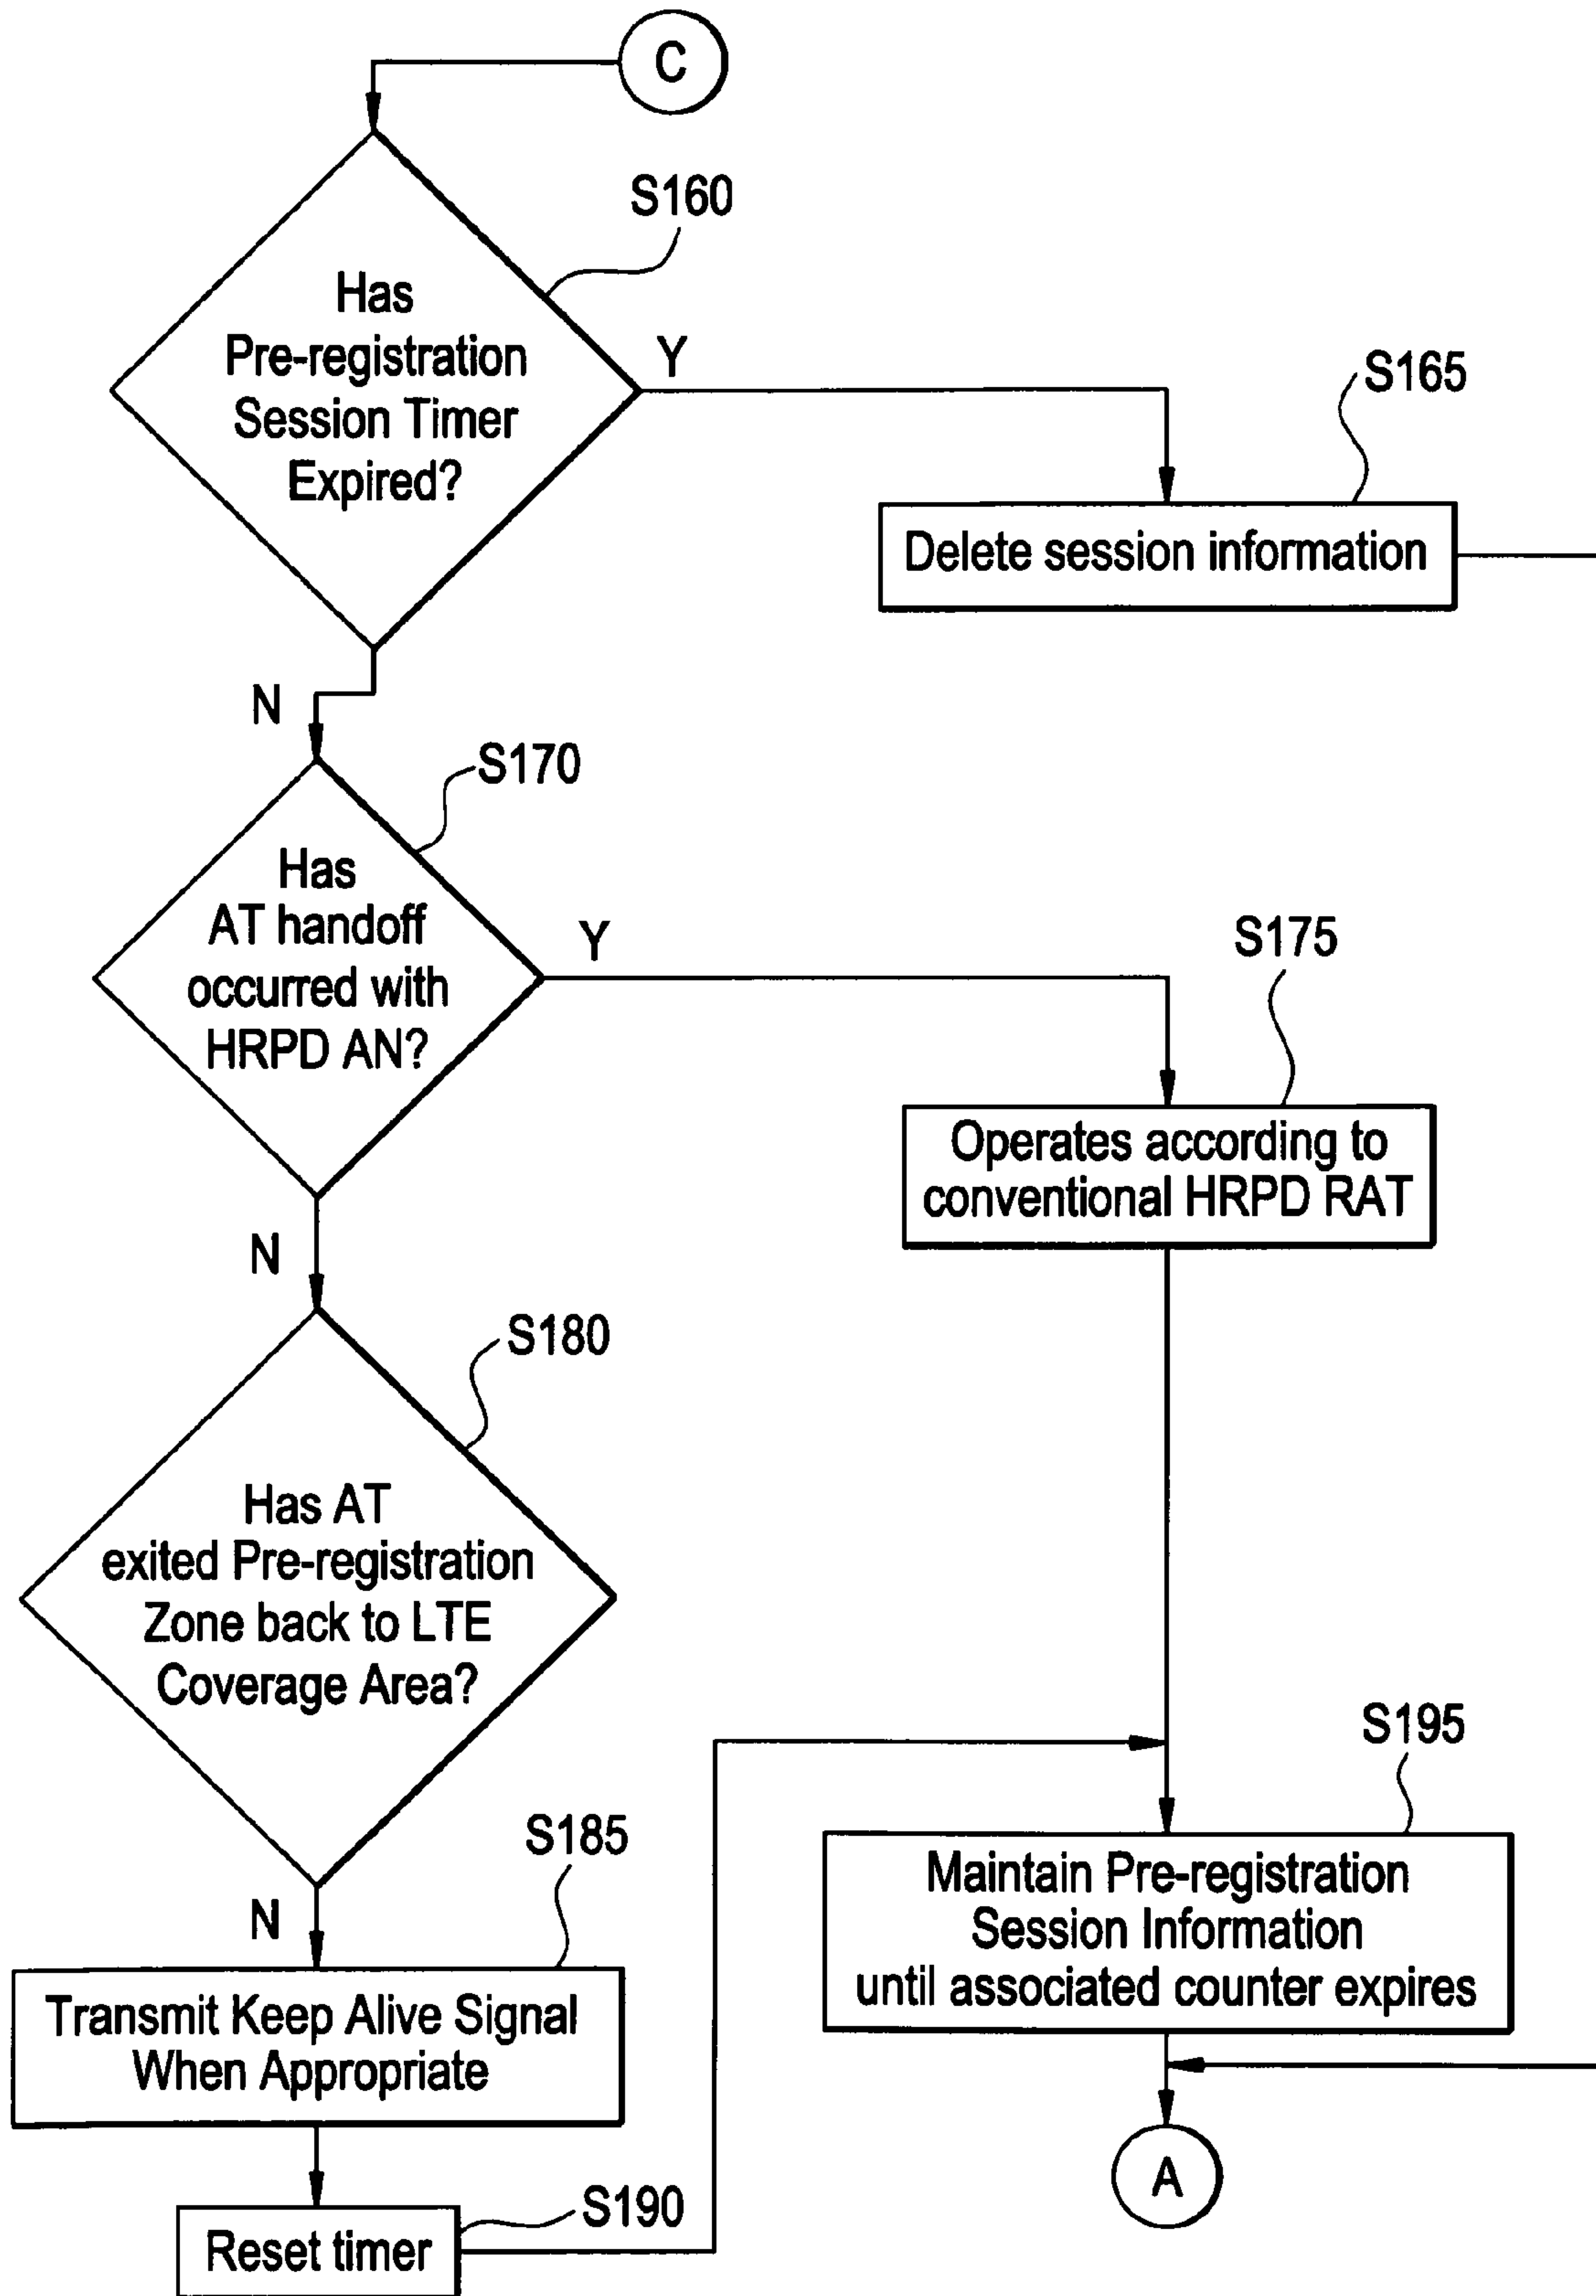 C
S160
Has
Pre-registration
Session Timer
Expired?
Y
S165
Delete session information
N
S170
Has
AT handoff
occurred with
HRPD AN?
Y
S175
Operates according to
conventional HRPD RAT
N
S180
Has AT
exited Pre-registration
Zone back to LTE
Coverage Area?
S195
Maintain Pre-registration
Session Information
until associated counter expires
S185
N
Transmit Keep Alive Signal
When Appropriate
A
S190
Reset timer